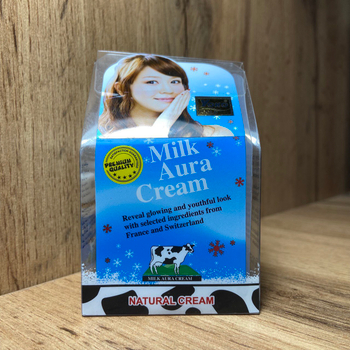 PREMIUM
QUALITY
Milk
Aura
Cream
Reveal glowing and youthful look
with selected ingredients from
France and Switzerland
MILK AURA CREAM
NATURAL CREAM